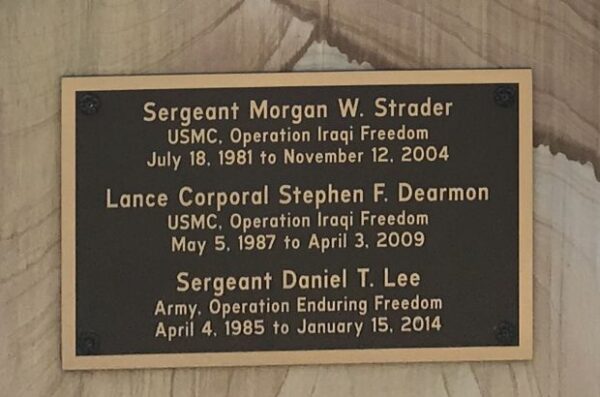 Sergeant Morgan W. Strader
USMC, Operation Iraqi Freedom
July 18, 1981 to November 12, 2004
Lance Corporal Stephen F. Dearmon
USMC, Operation Iraqi Freedom
May 5, 1987 to April 3, 2009
Sergeant Daniel T. Lee
Army, Operation Enduring Freedom
April 4, 1985 to January 15, 2014